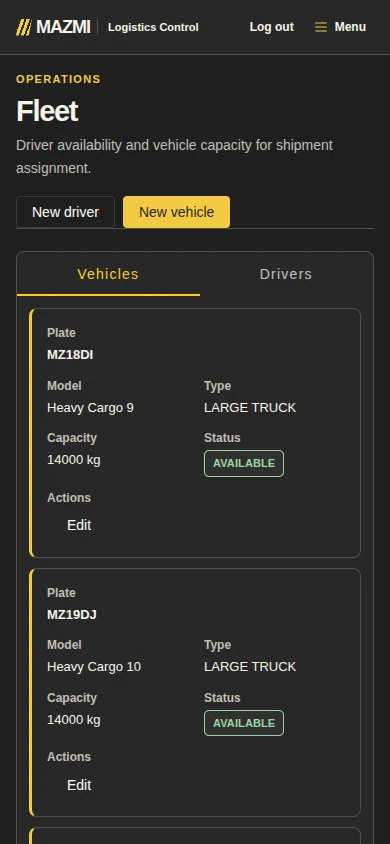 MAZMI Logistics Control Log out Menu
OPERATIONS
Fleet
Driver availability and vehicle capacity for shipment
assignment.
New driver New vehicle
Vehicles Drivers
Plate
MZ18DI
Model Type
Heavy Cargo 9 LARGE TRUCK
Capacity Status
14000 kg AVAILABLE
Actions
Edit
Plate
MZ19DJ
Model Type
Heavy Cargo 10 LARGE TRUCK
Capacity Status
14000 kg AVAILABLE
Actions
Edit